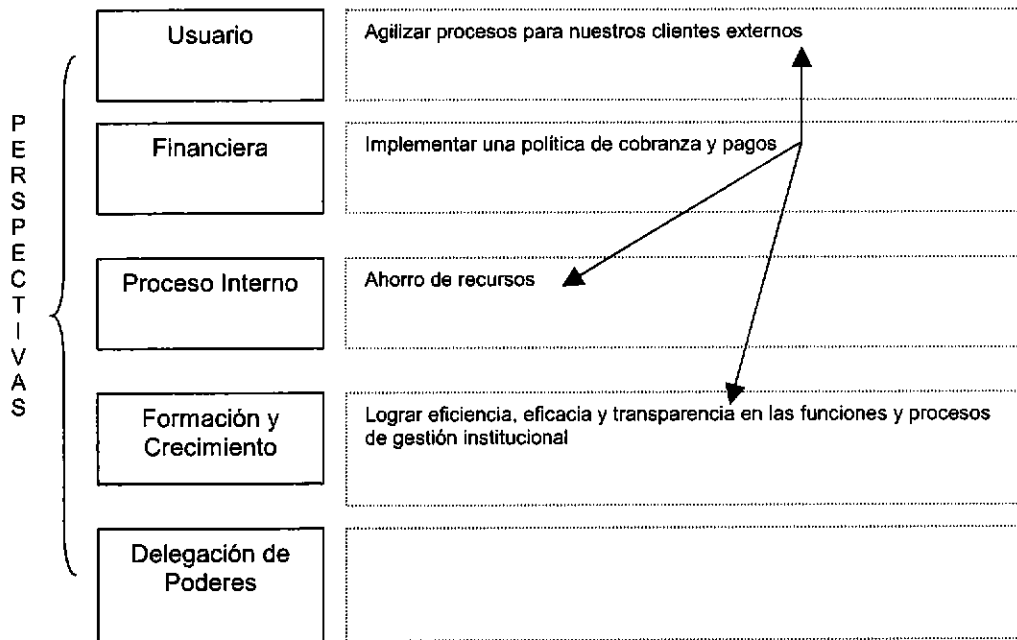 PERSPECTIVAS
Usuario
Agilizar procesos para nuestros clientes externos
Financiera
Implementar una política de cobranza y pagos
Proceso Interno
Ahorro de recursos
Formación y
Crecimiento
Lograr eficiencia, eficacia y transparencia en las funciones y procesos
de gestión institucional
Delegación de
Poderes